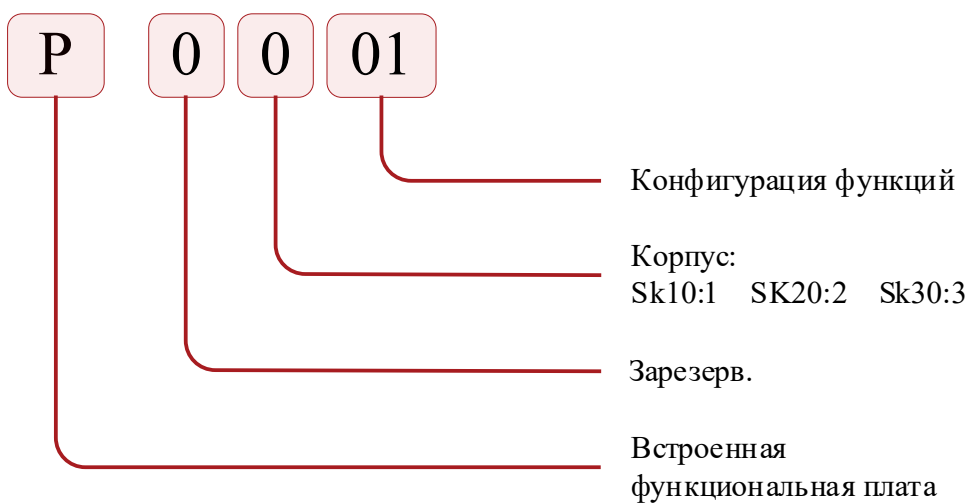 P 0 0 01
Конфигурация функций
Корпус:
Sk10:1 SK20:2 Sk30:3
Зарезерв.
Встроенная
функциональная плата